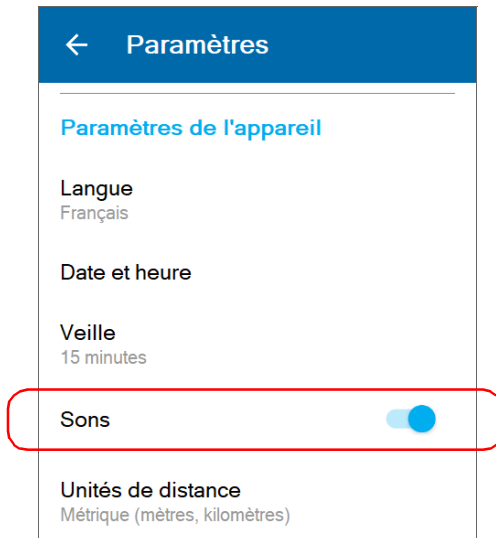 Paramètres
Paramètres de l'appareil
Langue
Français
Date et heure
Veille
15 minutes
Sons
Unités de distance
Métrique (mètres, kilomètres)